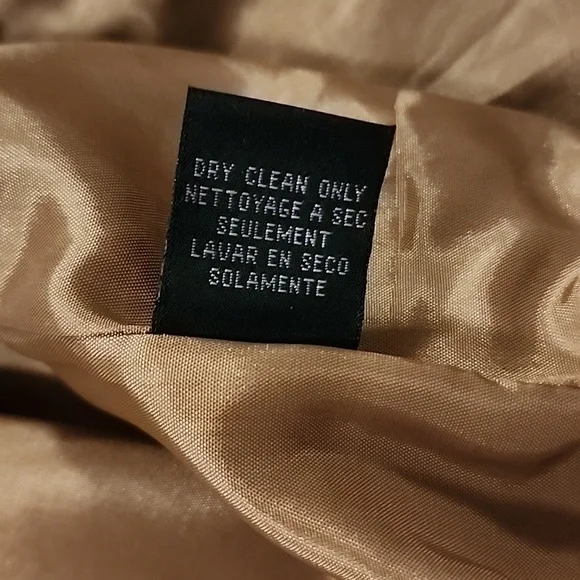 DRY CLEAN ONLY
NETTOYAGE A SEC
SEULEMENT
LAVAR EN SECO
SOLAMENTE